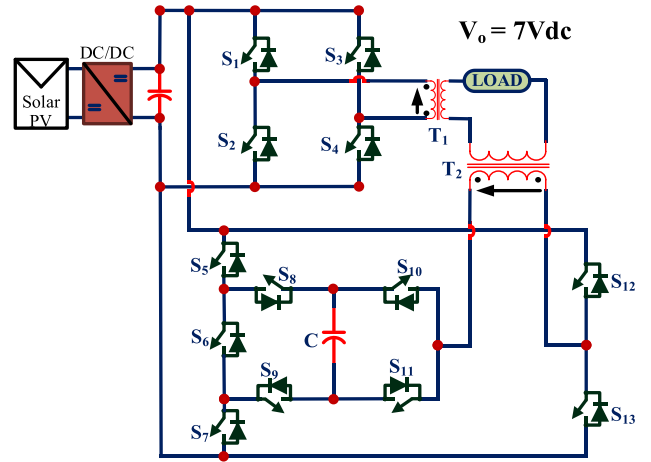 V₀ = 7Vdc
DC/DC
Solar
PV
S₁
S₃
S₂
S₄
LOAD
T₁
T₂
S₅
S₈
S₁₀
S₁₂
S₆
C
S₉
S₁₁
S₇
S₁₃